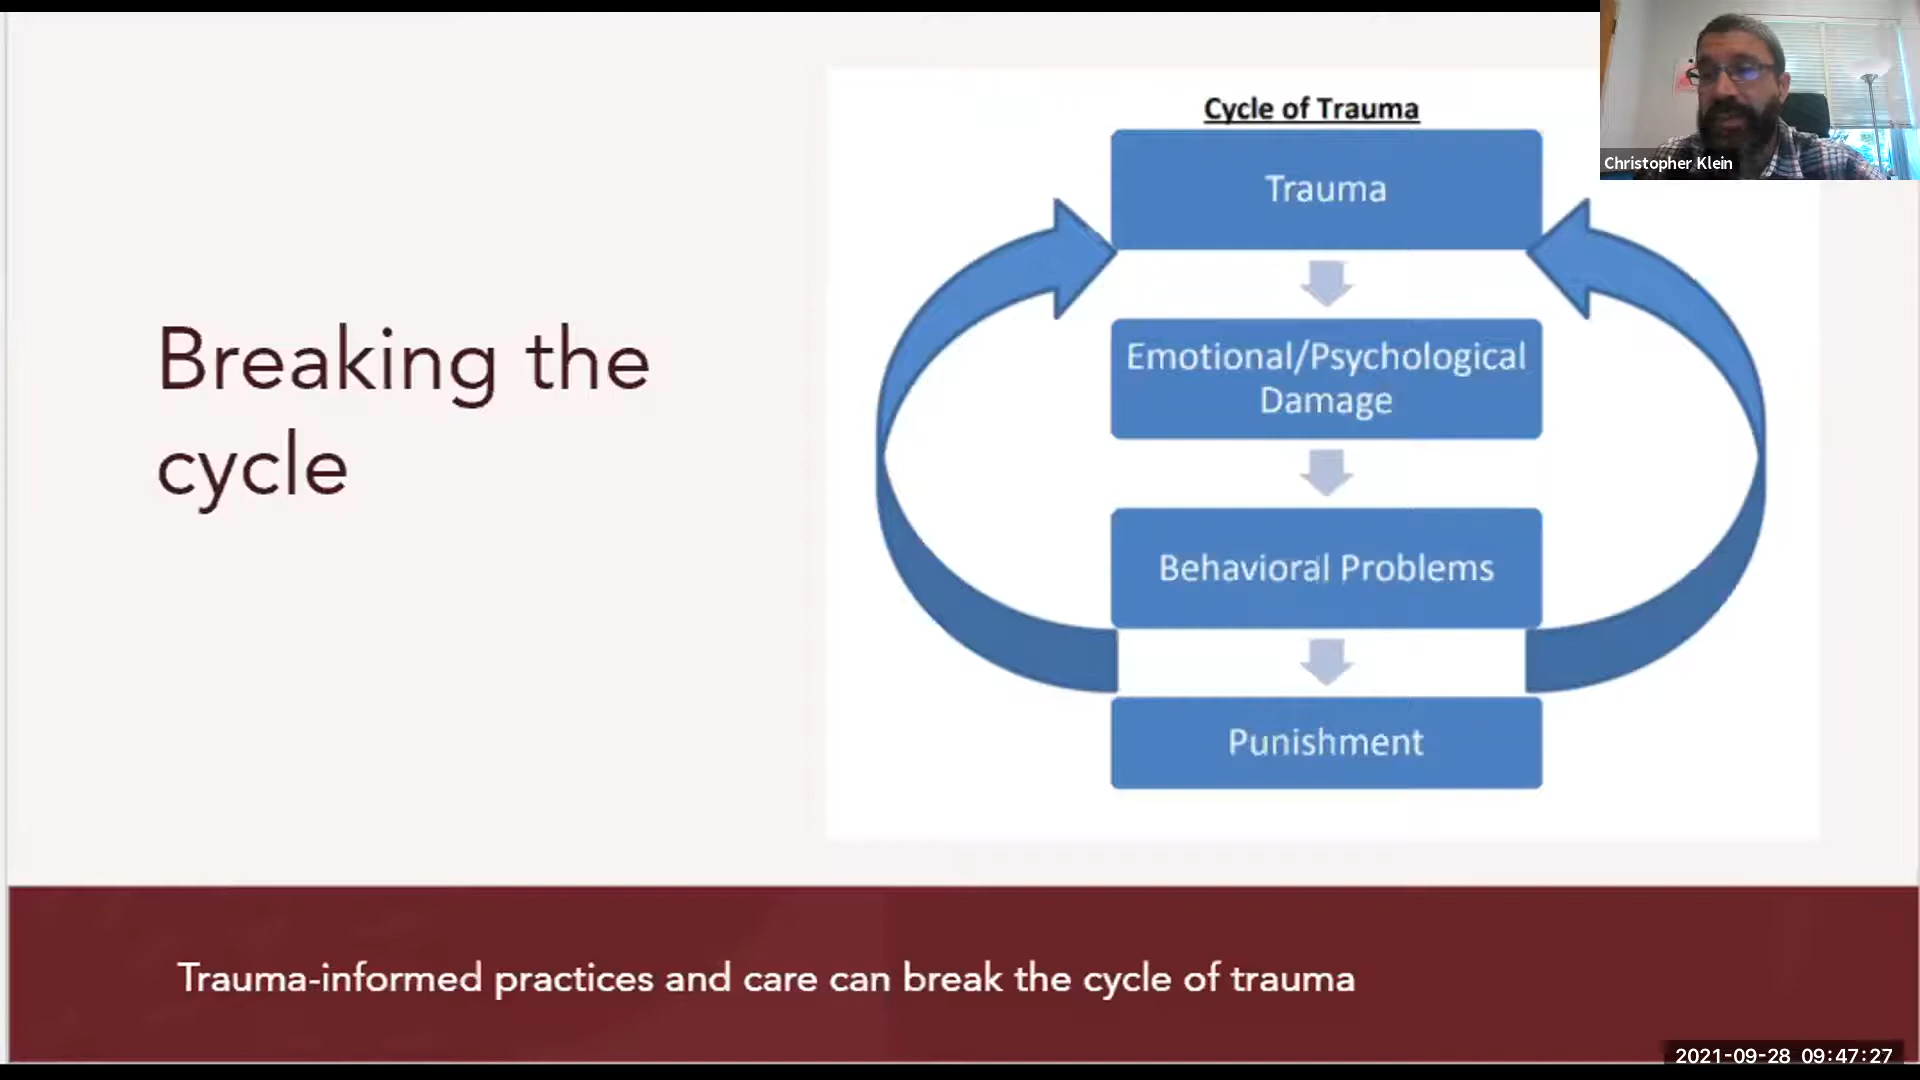 Breaking the
cycle
Cycle of Trauma
Trauma
Emotional/Psychological
Damage
Behavioral Problems
Punishment
Christopher Klein
Trauma-informed practices and care can break the cycle of trauma
2021-09-28 09:47:27